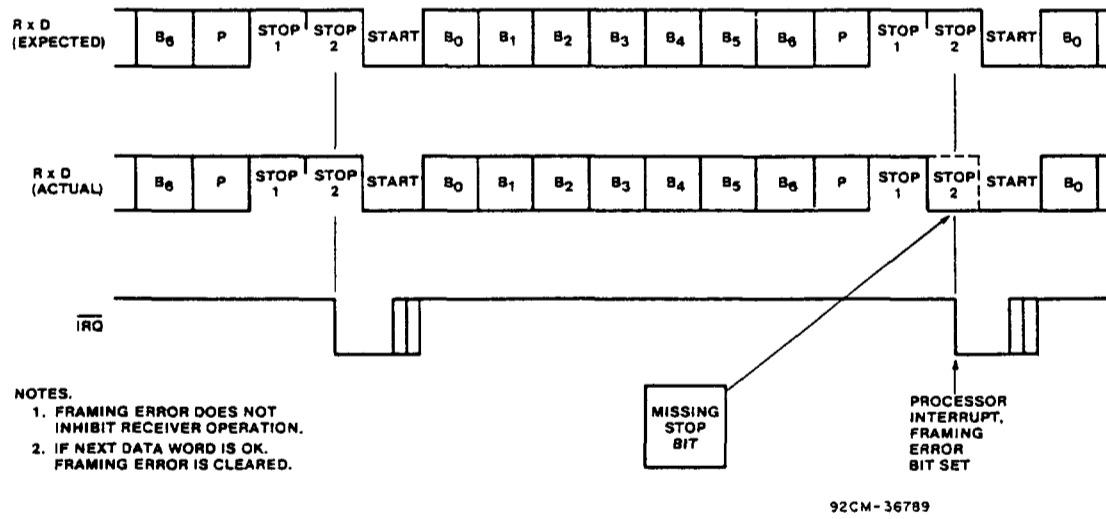 R x D
(EXPECTED)
B6 P STOP 1 STOP 2 START B0 B1 B2 B3 B4 B5 B6 P STOP 1 STOP 2 START B0
R x D
(ACTUAL)
B6 P STOP 1 STOP 2 START B0 B1 B2 B3 B4 B5 B6 P STOP 1 STOP 2 START B0
IRQ
NOTES.
1. FRAMING ERROR DOES NOT
INHIBIT RECEIVER OPERATION.
2. IF NEXT DATA WORD IS OK.
FRAMING ERROR IS CLEARED.
MISSING
STOP
BIT
PROCESSOR
INTERRUPT,
FRAMING
ERROR
BIT SET
92CM-36789